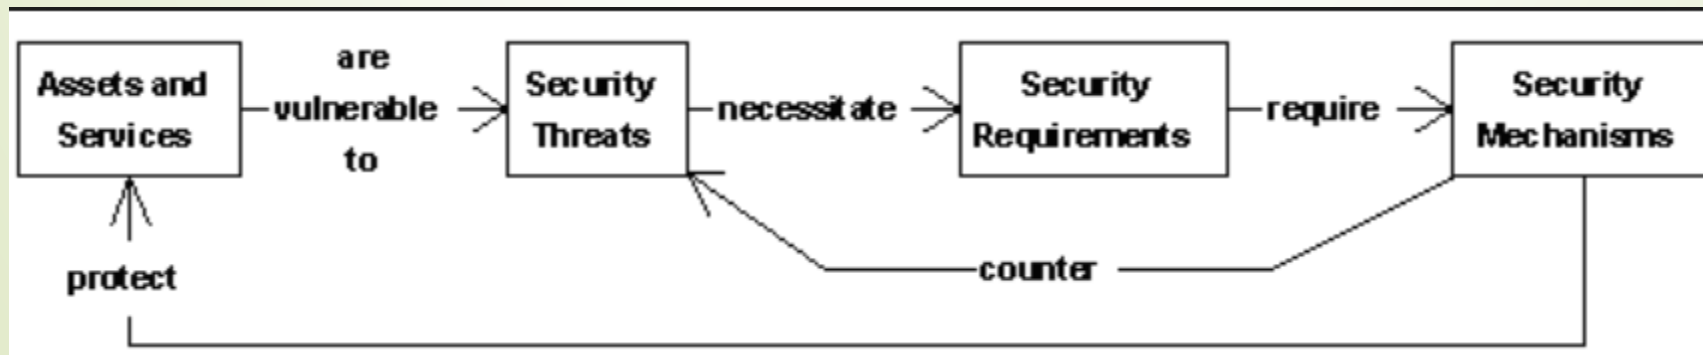 Assets and
Services
are
vulnerable
to
Security
Threats
necessitate
Security
Requirements
require
Security
Mechanisms
counter
protect